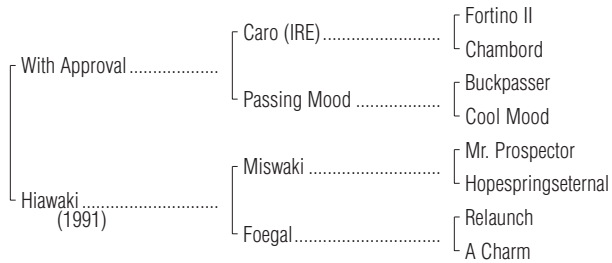 Fortino II
Caro (IRE)........................
Chambord
With Approval ..................
Buckpasser
Passing Mood .................
Cool Mood
Mr. Prospector
Miswaki ..........................
Hopespringseternal
Hiawaki...........................
(1991)
Relaunch
Foegal.............................
A Charm